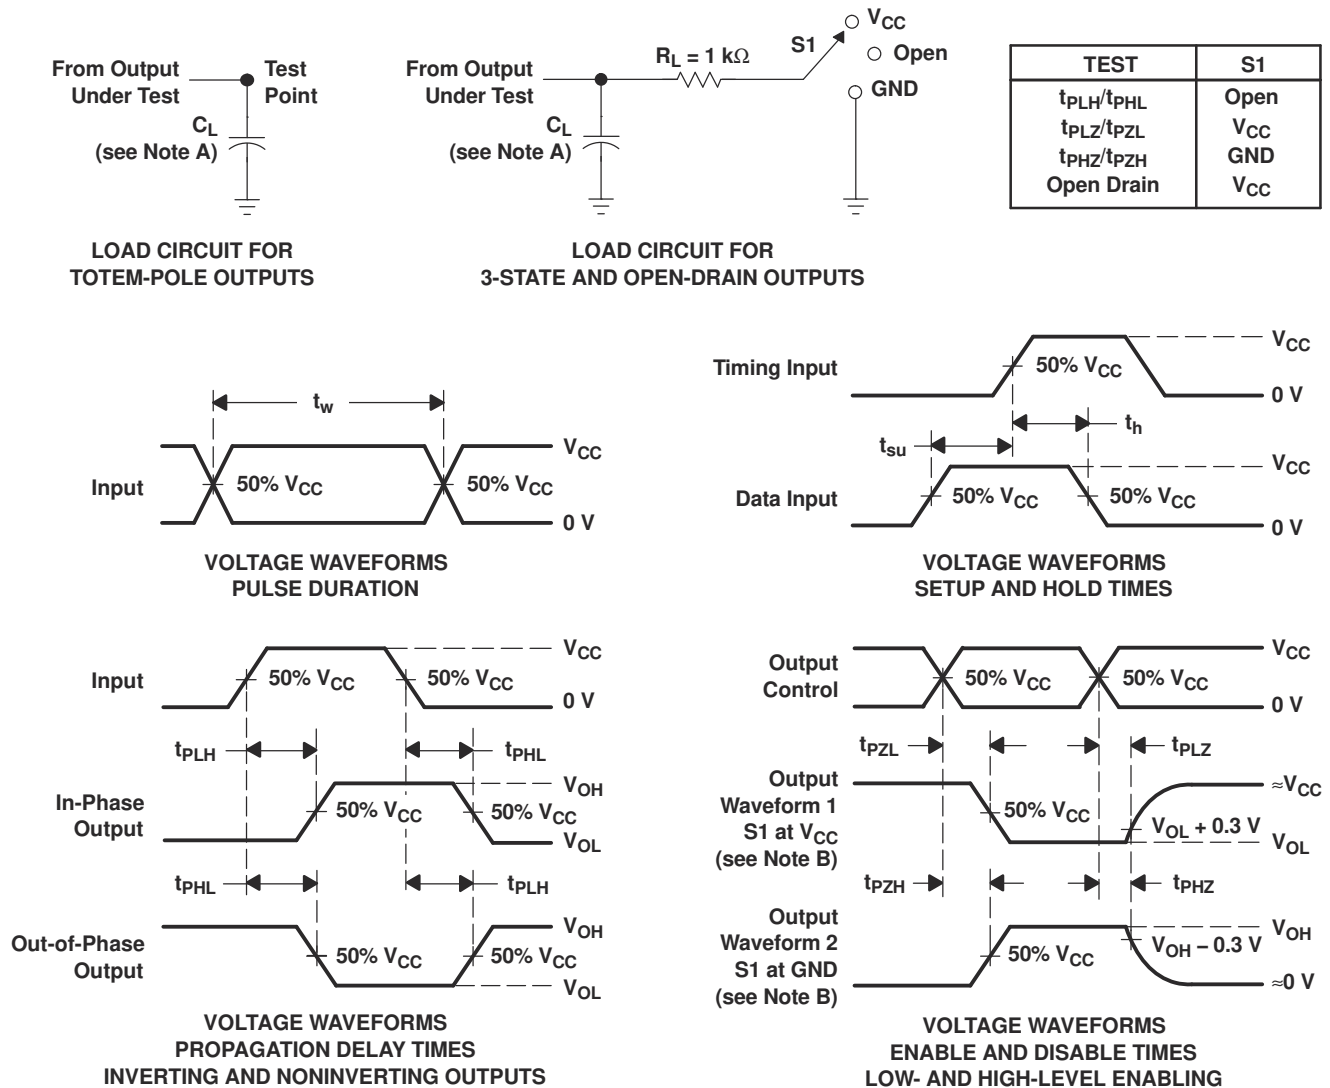 From Output
Under Test
Test
Point
C_L
(see Note A)
LOAD CIRCUIT FOR
TOTEM-POLE OUTPUTS
From Output
Under Test
C_L
(see Note A)
R_L = 1 kΩ
S1
V_CC
Open
GND
LOAD CIRCUIT FOR
3-STATE AND OPEN-DRAIN OUTPUTS
TEST S1
t_PLH/t_PHL Open
t_PLZ/t_PZL V_CC
t_PHZ/t_PZH GND
Open Drain V_CC
t_w
Input
50% V_CC
50% V_CC
V_CC
0 V
VOLTAGE WAVEFORMS
PULSE DURATION
Timing Input
50% V_CC
V_CC
0 V
t_su
t_h
Data Input
50% V_CC
50% V_CC
V_CC
0 V
VOLTAGE WAVEFORMS
SETUP AND HOLD TIMES
Input
50% V_CC
50% V_CC
V_CC
0 V
t_PLH
t_PHL
In-Phase
Output
50% V_CC
50% V_CC
V_OH
V_OL
t_PHL
t_PLH
Out-of-Phase
Output
50% V_CC
50% V_CC
V_OH
V_OL
VOLTAGE WAVEFORMS
PROPAGATION DELAY TIMES
INVERTING AND NONINVERTING OUTPUTS
Output
Control
50% V_CC
50% V_CC
V_CC
0 V
t_PZL
t_PLZ
Output
Waveform 1
S1 at V_CC
(see Note B)
50% V_CC
≈V_CC
V_OL + 0.3 V
V_OL
t_PZH
t_PHZ
Output
Waveform 2
S1 at GND
(see Note B)
50% V_CC
V_OH
V_OH − 0.3 V
≈0 V
VOLTAGE WAVEFORMS
ENABLE AND DISABLE TIMES
LOW- AND HIGH-LEVEL ENABLING